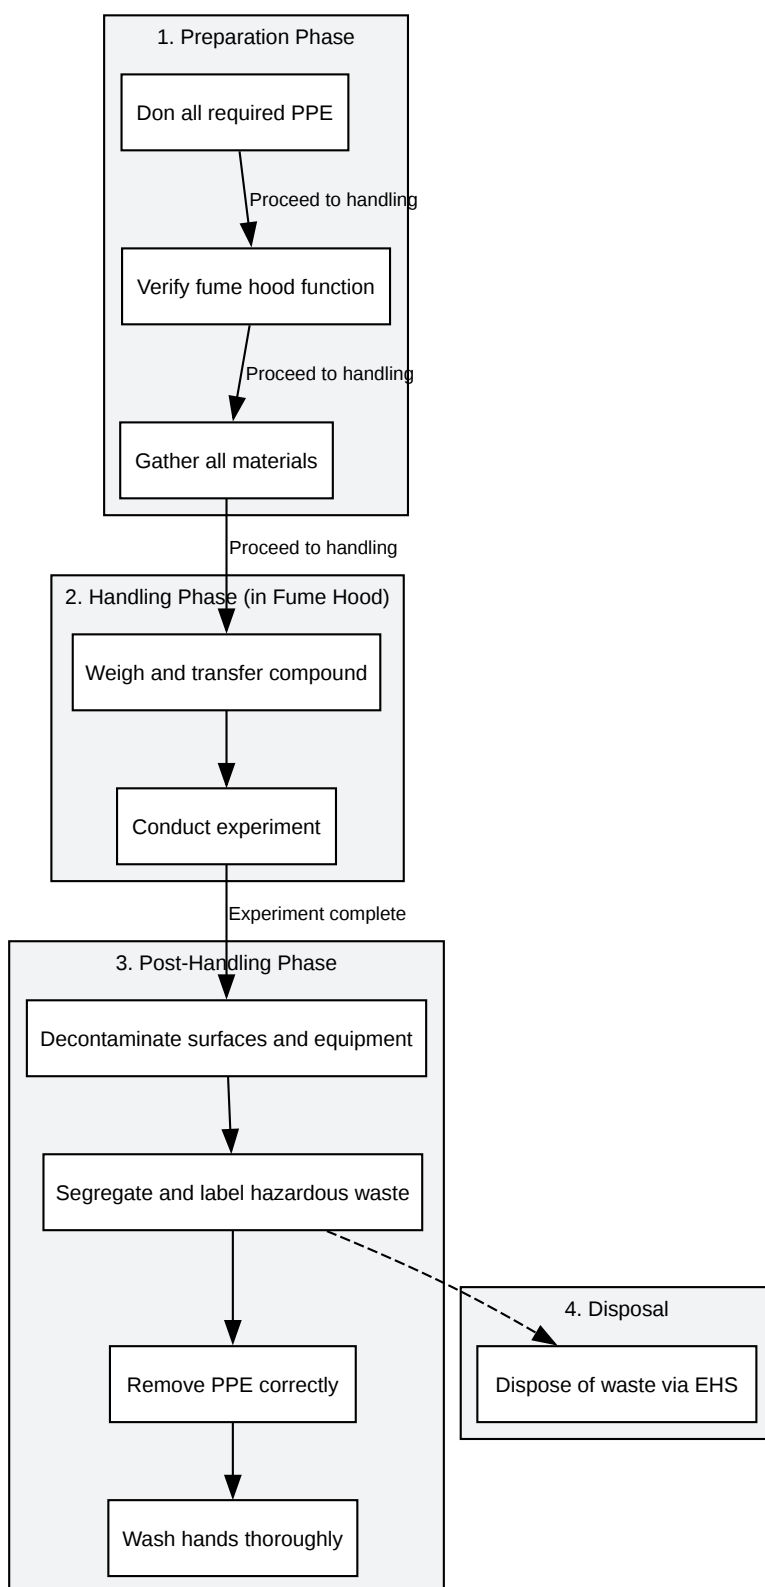 1. Preparation Phase
Don all required PPE
Proceed to handling
Verify fume hood function
Proceed to handling
Gather all materials
Proceed to handling
2. Handling Phase (in Fume Hood)
Weigh and transfer compound
Conduct experiment
Experiment complete
3. Post-Handling Phase
Decontaminate surfaces and equipment
Segregate and label hazardous waste
4. Disposal
Remove PPE correctly
Dispose of waste via EHS
Wash hands thoroughly